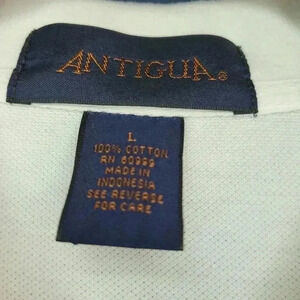 ANTIGUA®
L
100% COTTON
RN 60999
MADE IN
INDONESIA
SEE REVERSE
FOR CARE